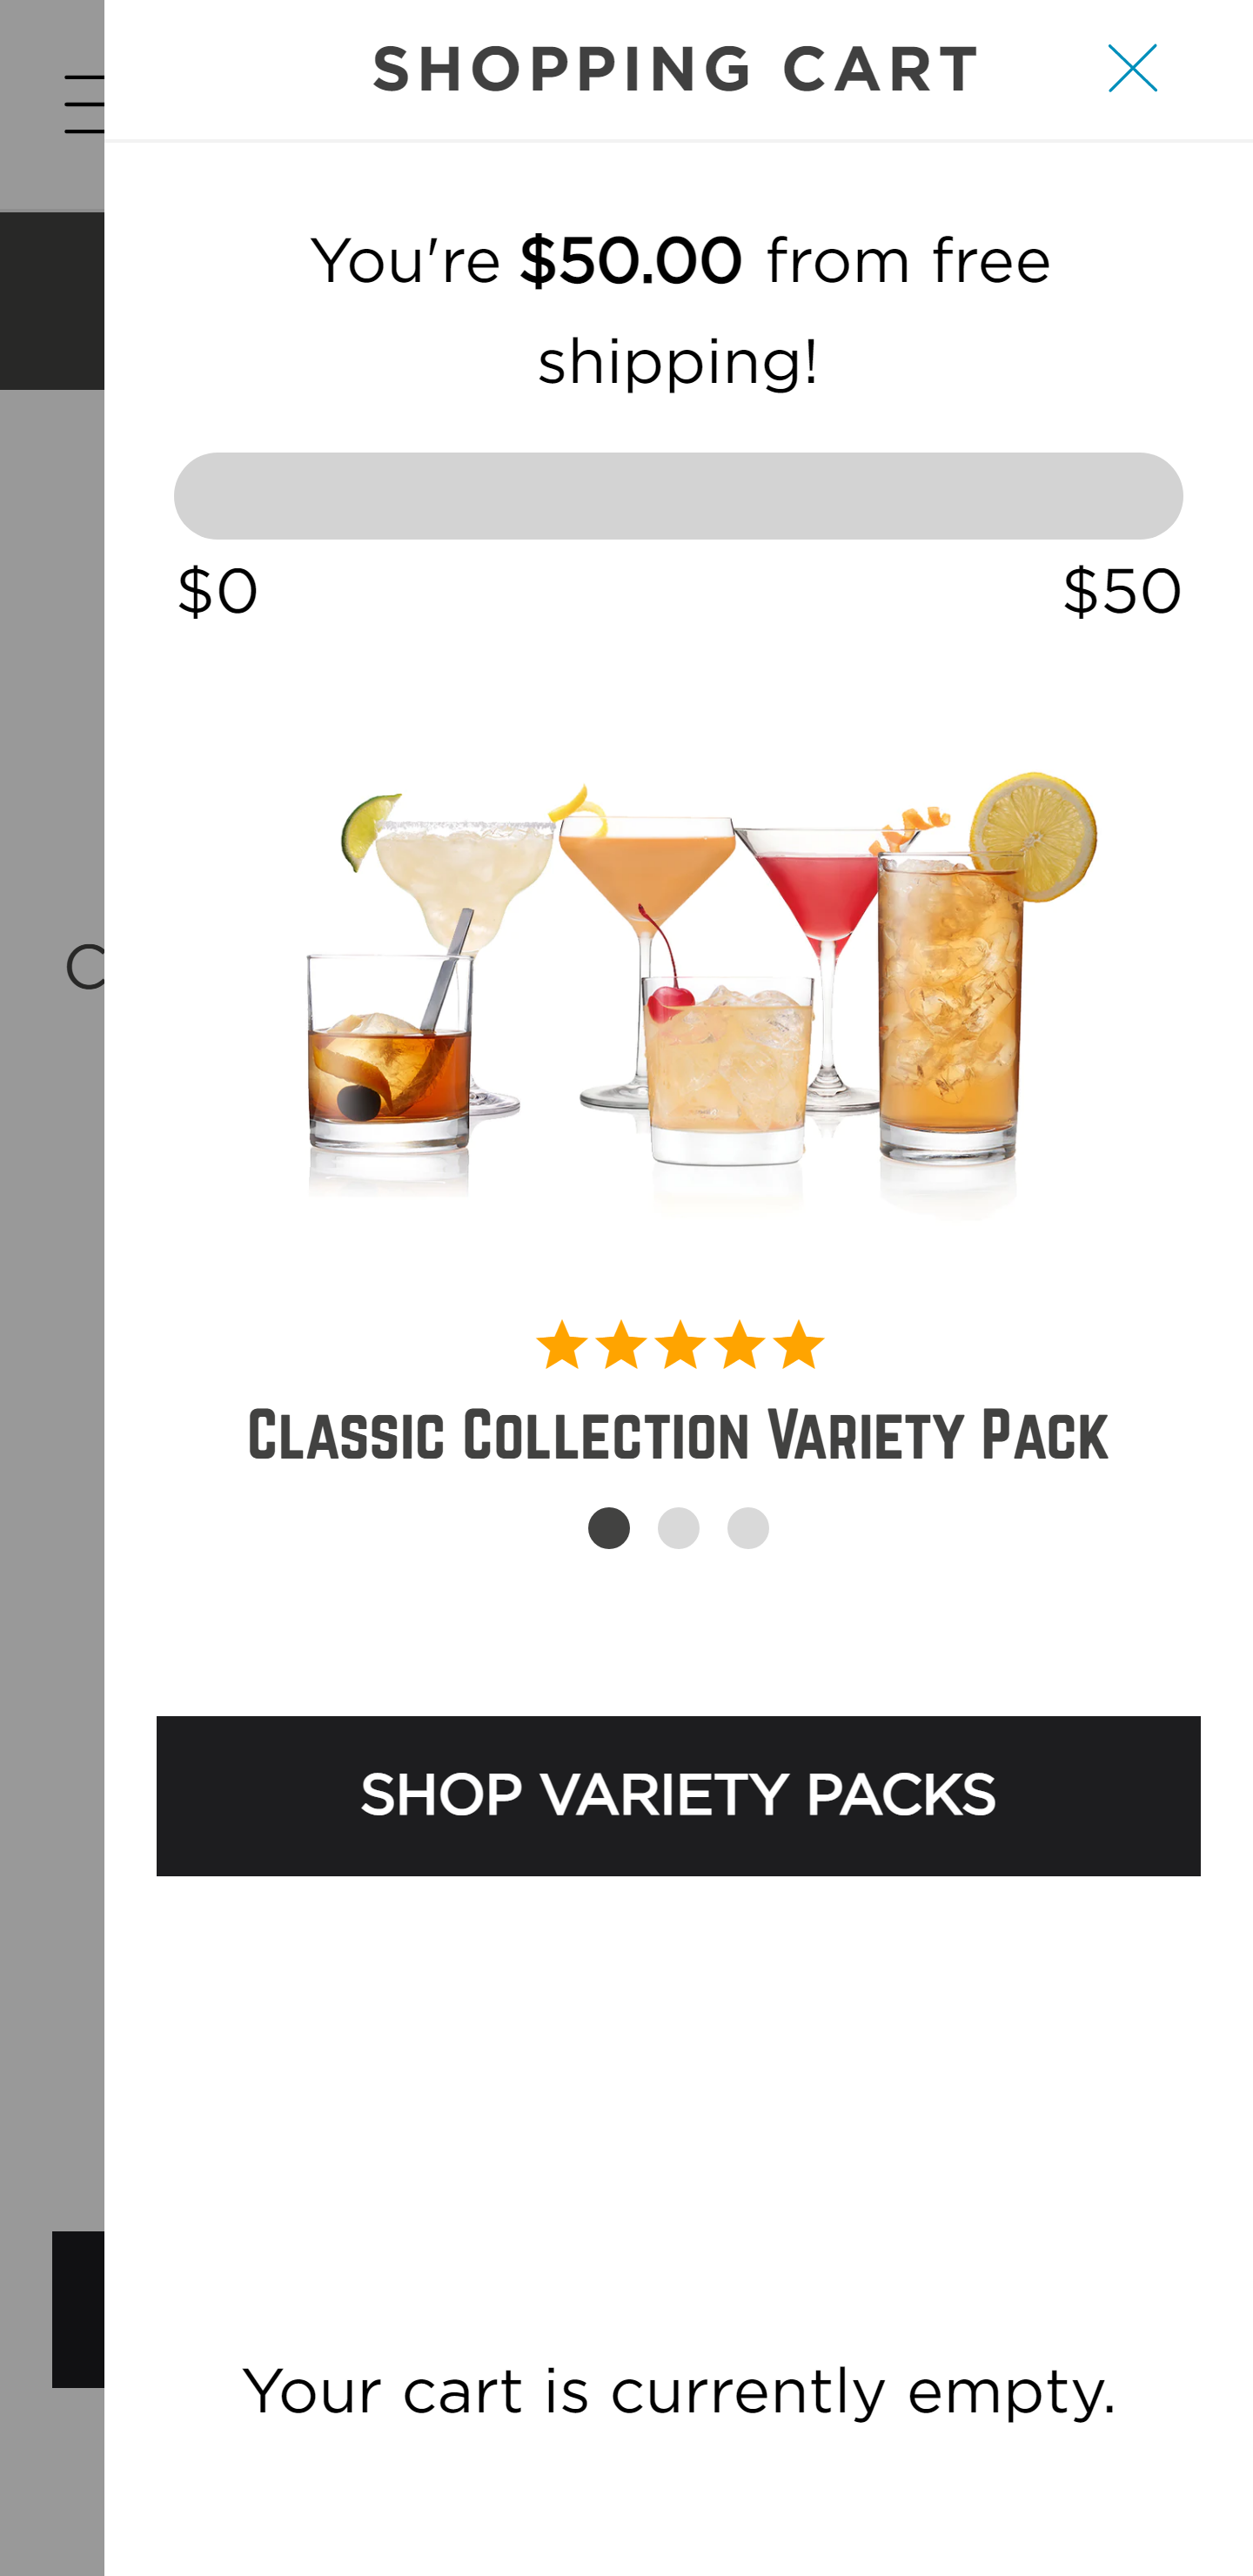 SHOPPING CART
You're $50.00 from free
shipping!
$0 $50
Classic Collection Variety Pack
SHOP VARIETY PACKS
Your cart is currently empty.